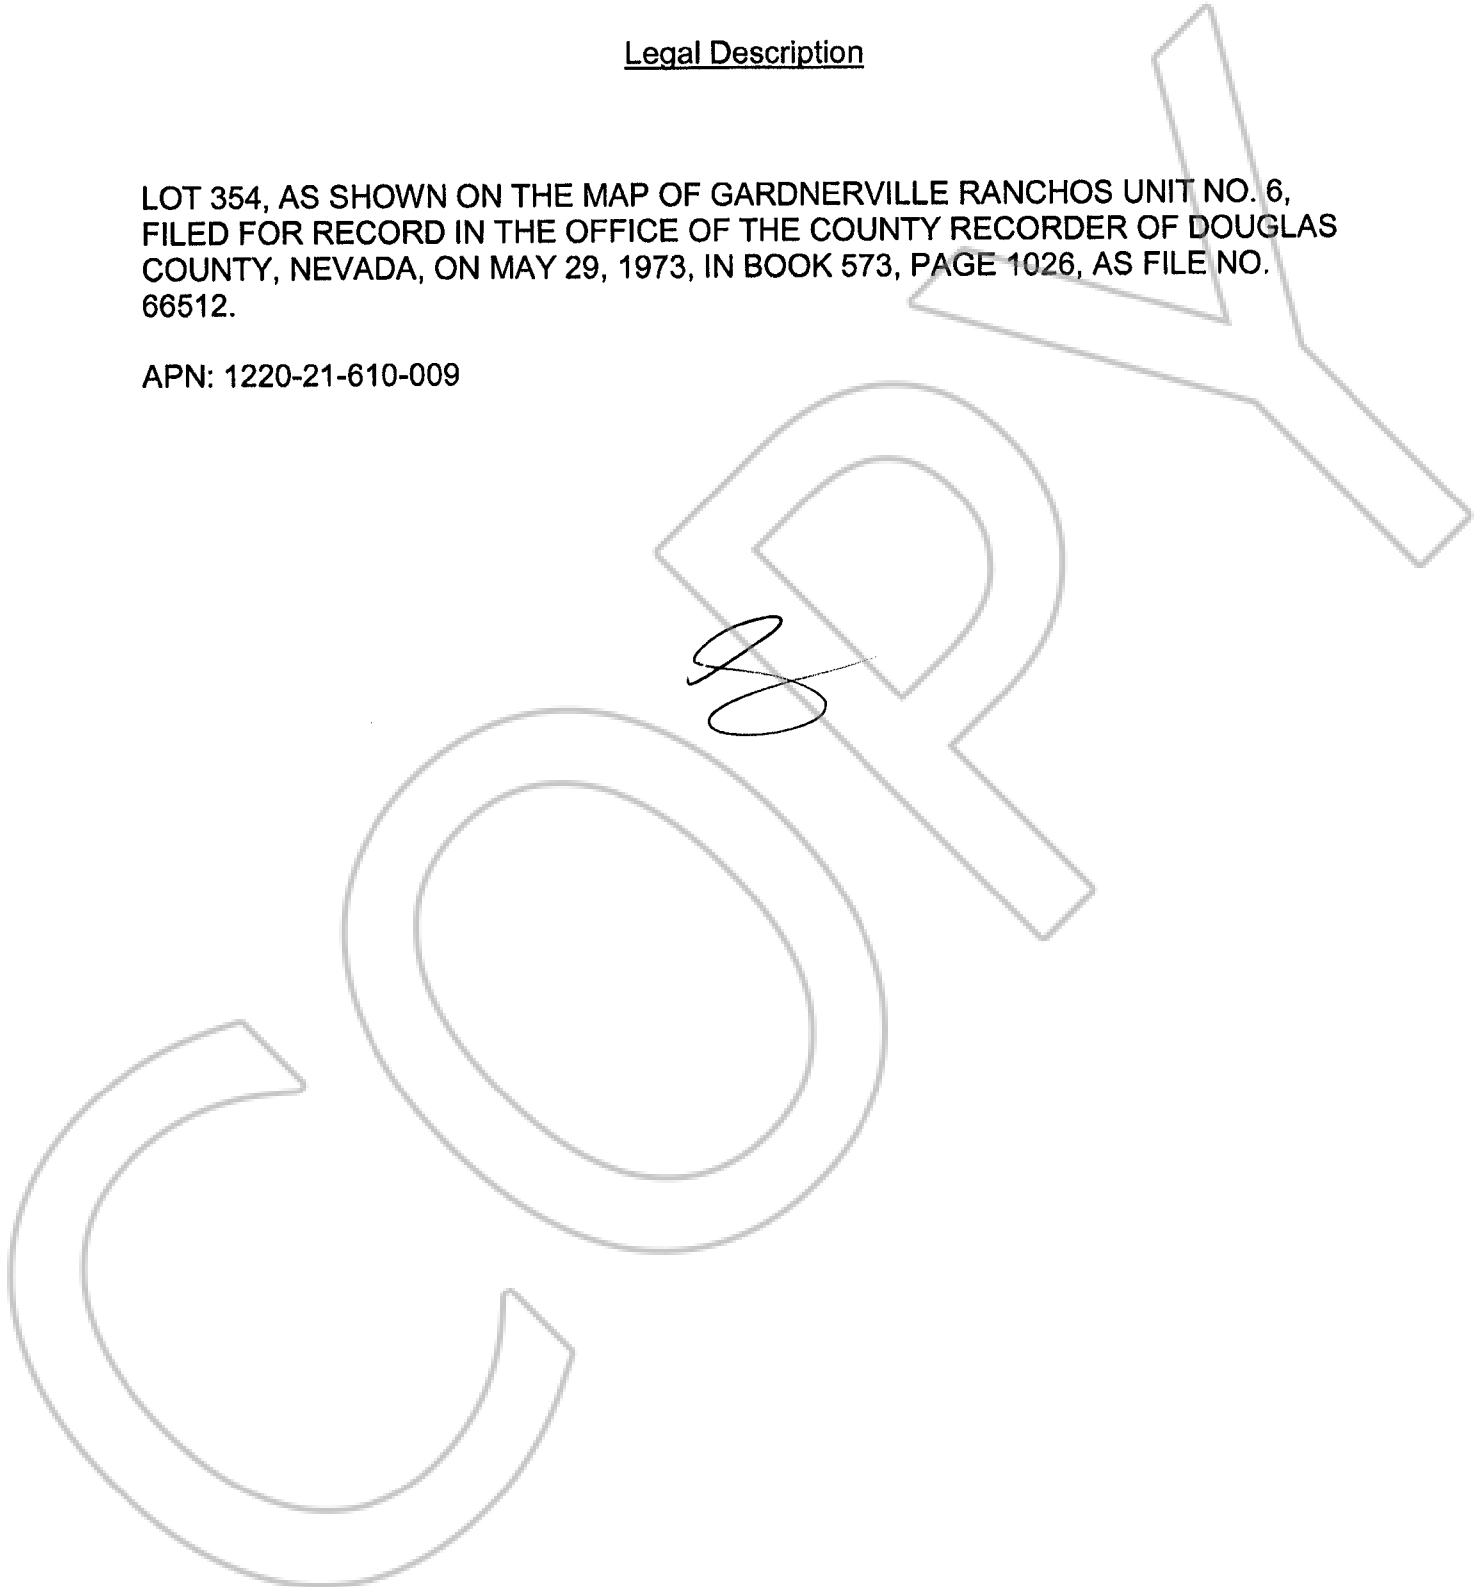 Legal Description
LOT 354, AS SHOWN ON THE MAP OF GARDNERVILLE RANCHOS UNIT NO. 6,
FILED FOR RECORD IN THE OFFICE OF THE COUNTY RECORDER OF DOUGLAS
COUNTY, NEVADA, ON MAY 29, 1973, IN BOOK 573, PAGE 1026, AS FILE NO.
66512.
APN: 1220-21-610-009
COPY